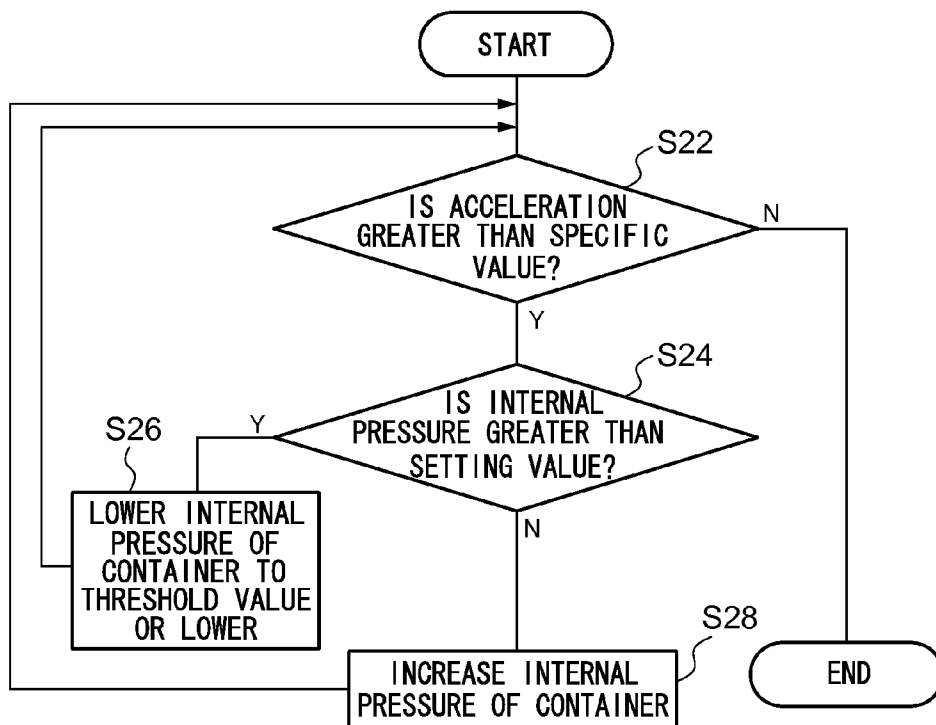 START
S22
IS ACCELERATION
GREATER THAN SPECIFIC
VALUE?
N
Y
S24
IS INTERNAL
PRESSURE GREATER THAN
SETTING VALUE?
Y
N
S26
LOWER INTERNAL
PRESSURE OF
CONTAINER TO
THRESHOLD VALUE
OR LOWER
S28
INCREASE INTERNAL
PRESSURE OF CONTAINER
END